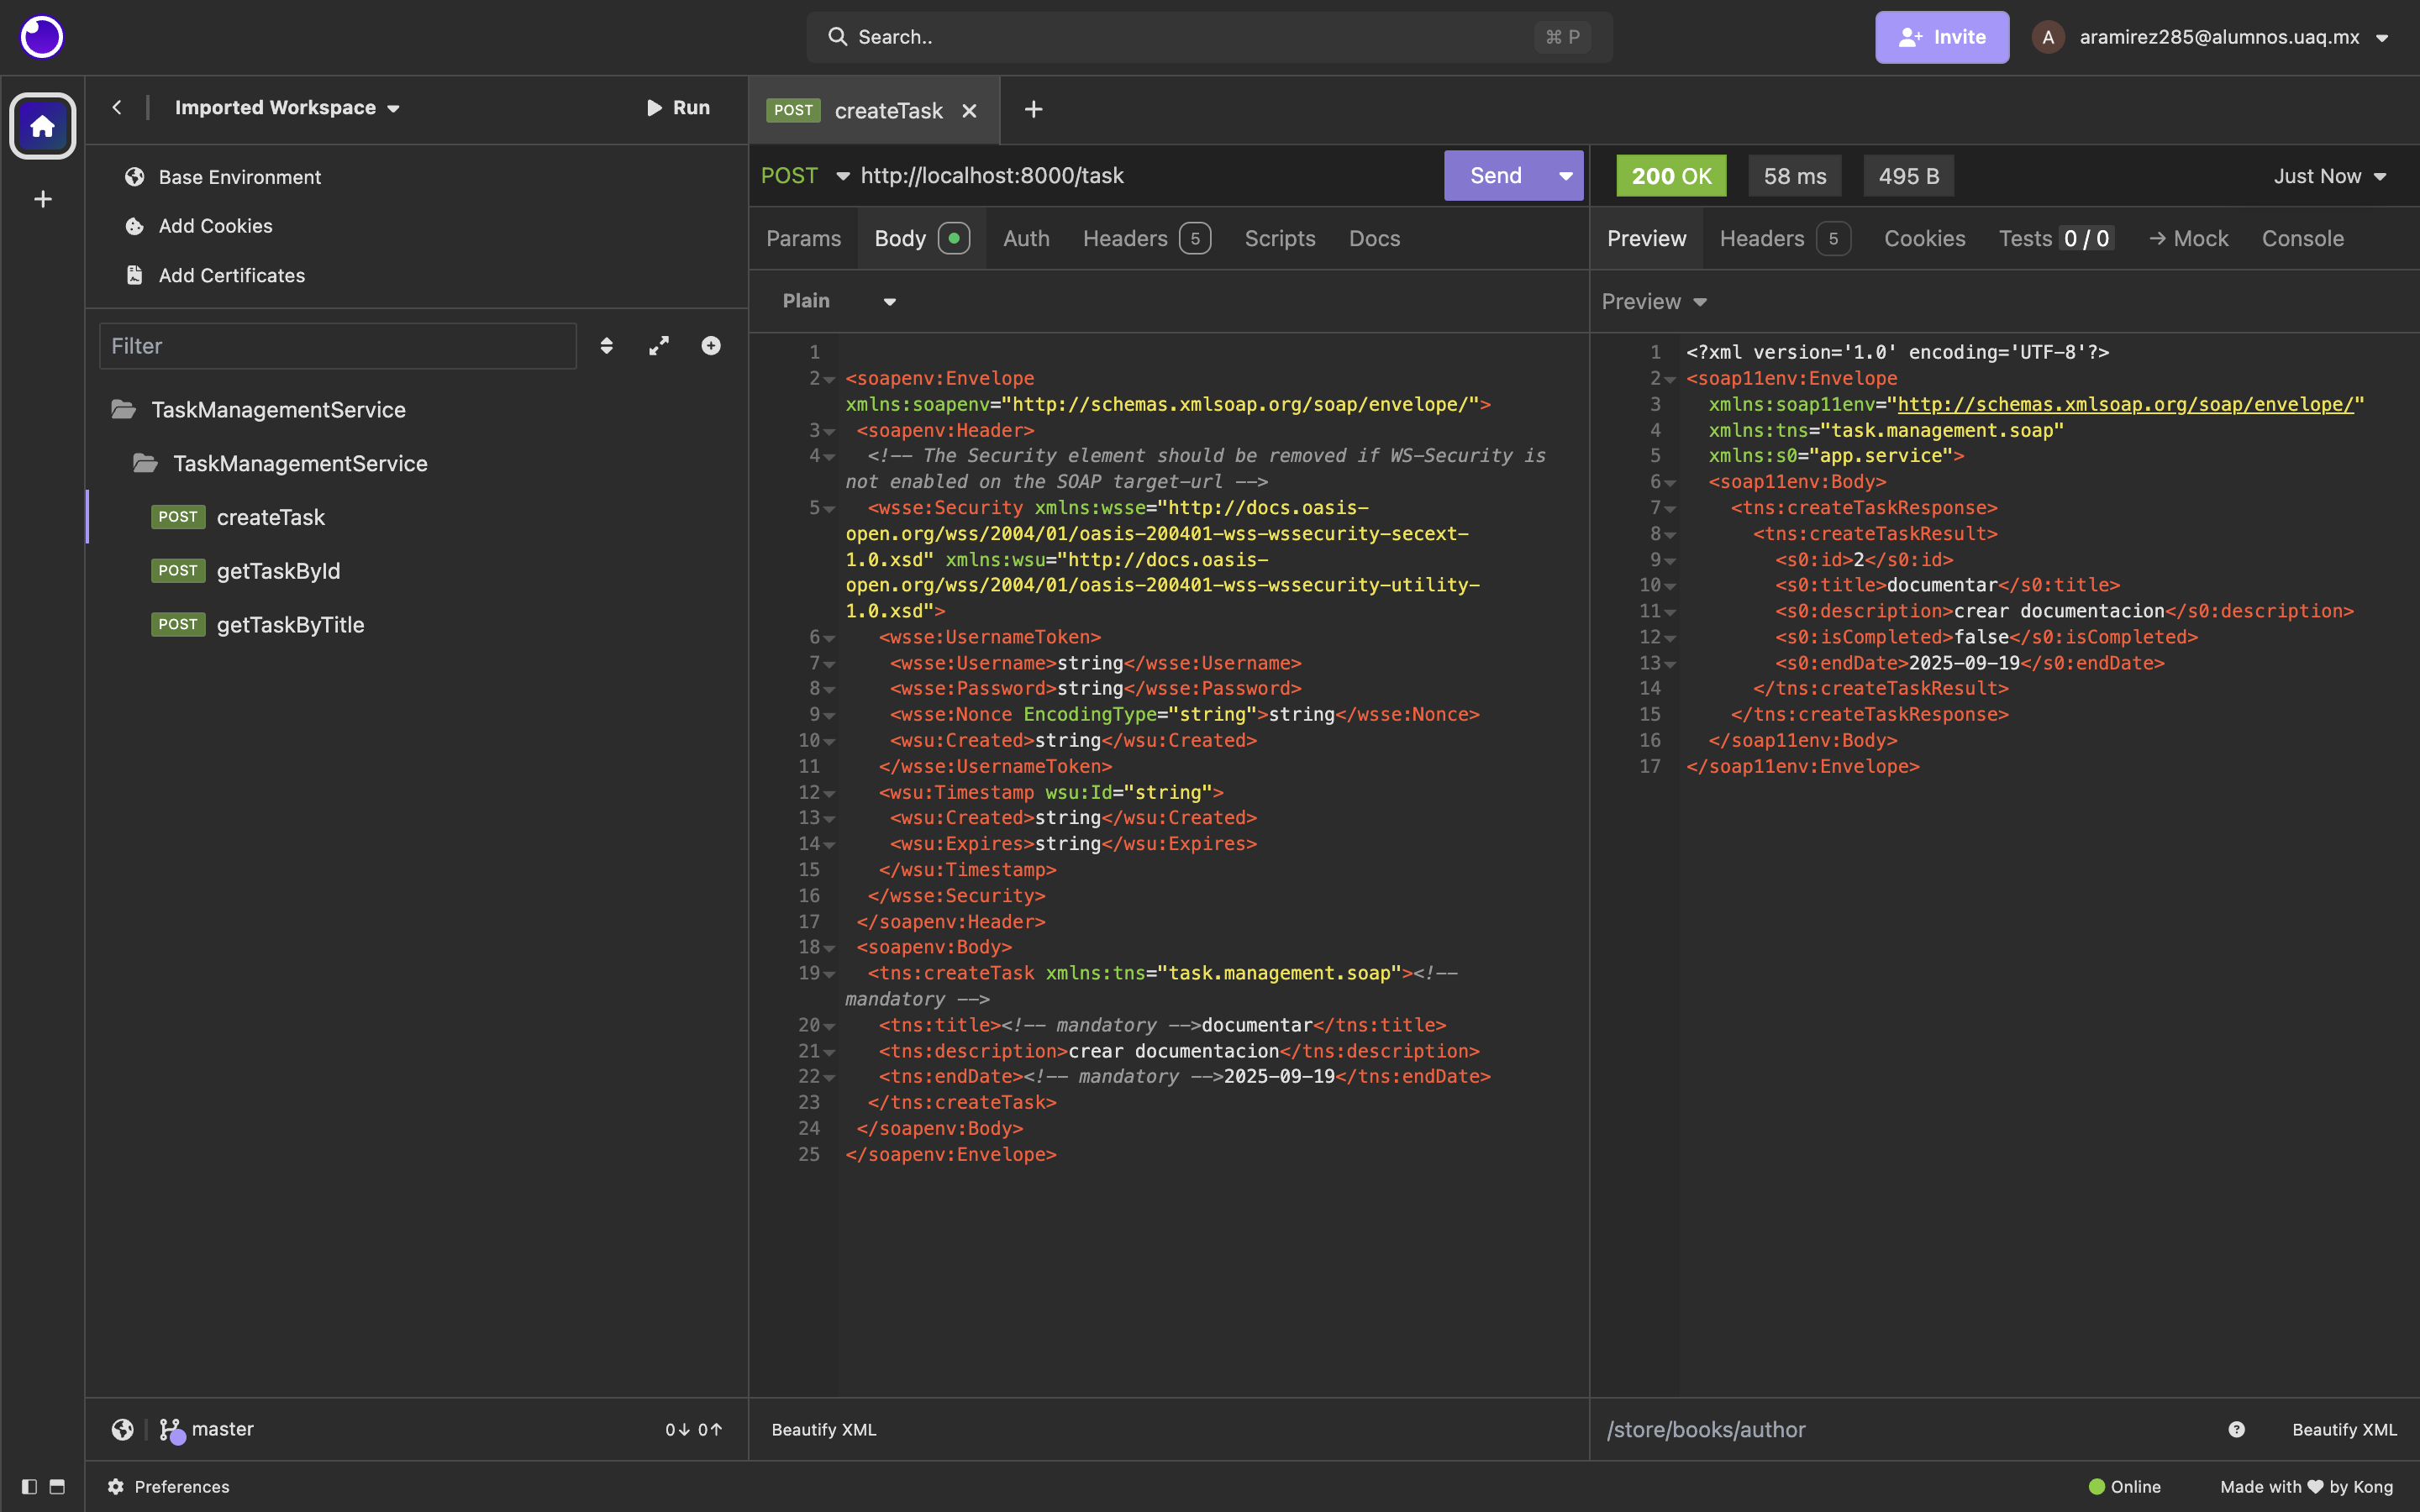 Search..
⌘ P
Invite
A
aramirez285@alumnos.uaq.mx
Imported Workspace
Run
Base Environment
Add Cookies
Add Certificates
Filter
TaskManagementService
TaskManagementService
POST createTask
POST getTaskById
POST getTaskByTitle
master
0↓ 0↑
Preferences
POST createTask
POST http://localhost:8000/task
Send
Params Body Auth Headers 5 Scripts Docs
Plain
1
2 <soapenv:Envelope
xmlns:soapenv="http://schemas.xmlsoap.org/soap/envelope/">
3 <soapenv:Header>
4 <!-- The Security element should be removed if WS-Security is
not enabled on the SOAP target-url -->
5 <wsse:Security xmlns:wsse="http://docs.oasis-
open.org/wss/2004/01/oasis-200401-wss-wssecurity-secext-
1.0.xsd" xmlns:wsu="http://docs.oasis-
open.org/wss/2004/01/oasis-200401-wss-wssecurity-utility-
1.0.xsd">
6 <wsse:UsernameToken>
7 <wsse:Username>string</wsse:Username>
8 <wsse:Password>string</wsse:Password>
9 <wsse:Nonce EncodingType="string">string</wsse:Nonce>
10 <wsu:Created>string</wsu:Created>
11 </wsse:UsernameToken>
12 <wsu:Timestamp wsu:Id="string">
13 <wsu:Created>string</wsu:Created>
14 <wsu:Expires>string</wsu:Expires>
15 </wsu:Timestamp>
16 </wsse:Security>
17 </soapenv:Header>
18 <soapenv:Body>
19 <tns:createTask xmlns:tns="task.management.soap"><!--
mandatory -->
20 <tns:title><!-- mandatory -->documentar</tns:title>
21 <tns:description>crear documentacion</tns:description>
22 <tns:endDate><!-- mandatory -->2025-09-19</tns:endDate>
23 </tns:createTask>
24 </soapenv:Body>
25 </soapenv:Envelope>
Beautify XML
200 OK 58 ms 495 B
Just Now
Preview Headers 5 Cookies Tests 0 / 0 → Mock Console
Preview
1 <?xml version='1.0' encoding='UTF-8'?>
2 <soap11env:Envelope
3 xmlns:soap11env="http://schemas.xmlsoap.org/soap/envelope/"
4 xmlns:tns="task.management.soap"
5 xmlns:s0="app.service">
6 <soap11env:Body>
7 <tns:createTaskResponse>
8 <tns:createTaskResult>
9 <s0:id>2</s0:id>
10 <s0:title>documentar</s0:title>
11 <s0:description>crear documentacion</s0:description>
12 <s0:isCompleted>false</s0:isCompleted>
13 <s0:endDate>2025-09-19</s0:endDate>
14 </tns:createTaskResult>
15 </tns:createTaskResponse>
16 </soap11env:Body>
17 </soap11env:Envelope>
/store/books/author
Beautify XML
Online
Made with ♥ by Kong